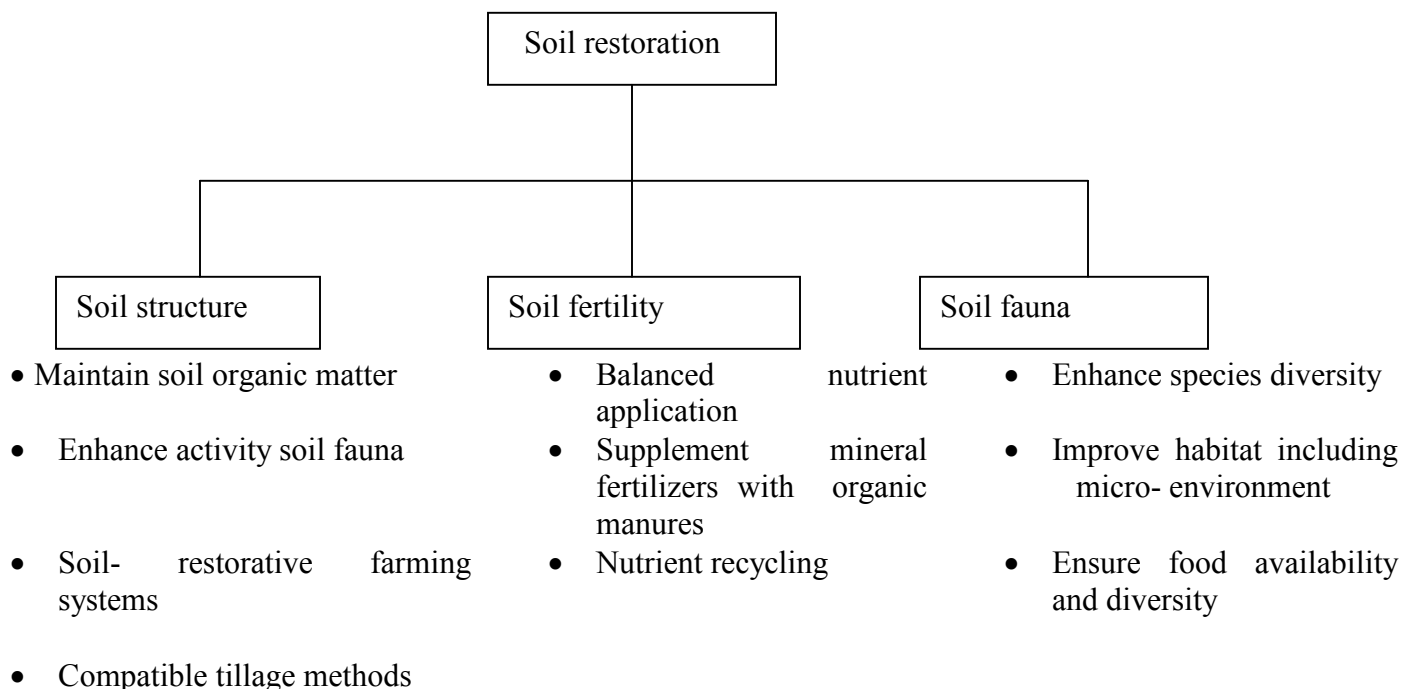 Soil restoration
Soil structure
• Maintain soil organic matter
• Enhance activity soil fauna
• Soil- restorative farming
systems
• Compatible tillage methods
Soil fertility
• Balanced nutrient
application
• Supplement mineral
fertilizers with organic
manures
• Nutrient recycling
Soil fauna
• Enhance species diversity
• Improve habitat including
micro- environment
• Ensure food availability
and diversity